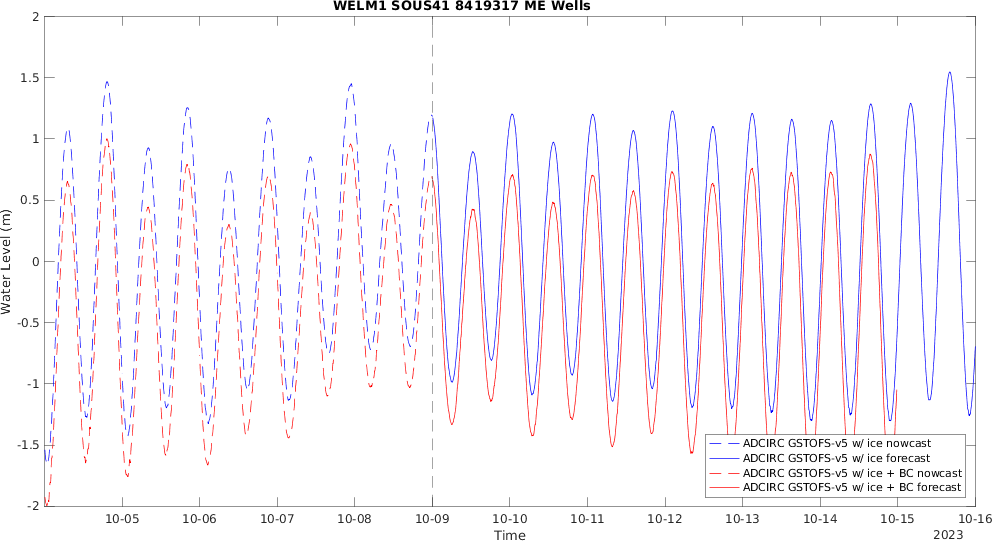 WELM1 SOUS41 8419317 ME Wells
2
1.5
1
0.5
0
-0.5
-1
-1.5
-2
Water Level (m)
10-05 10-06 10-07 10-08 10-09 10-10 10-11 10-12 10-13 10-14 10-15 10-16
Time
2023
ADCIRC GSTOFS-v5 w/ ice nowcast
ADCIRC GSTOFS-v5 w/ ice forecast
ADCIRC GSTOFS-v5 w/ ice + BC nowcast
ADCIRC GSTOFS-v5 w/ ice + BC forecast